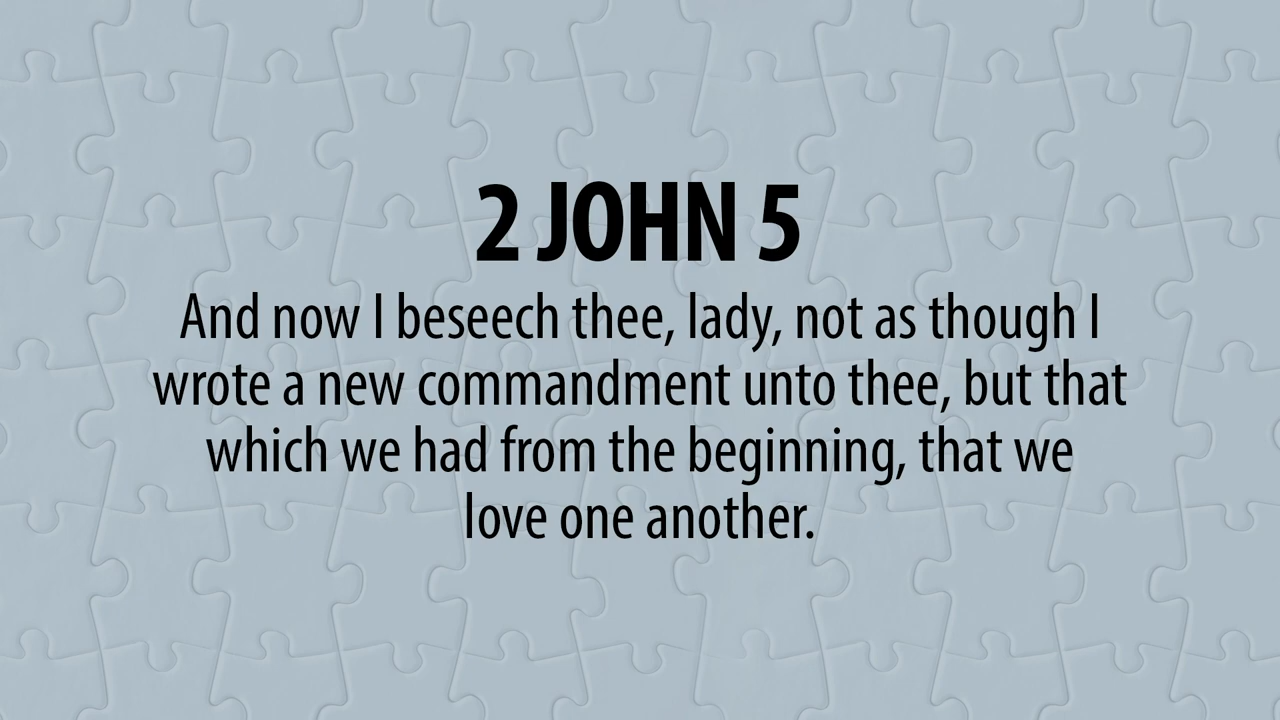 2 JOHN 5
And now I beseech thee, lady, not as though I
wrote a new commandment unto thee, but that
which we had from the beginning, that we
love one another.